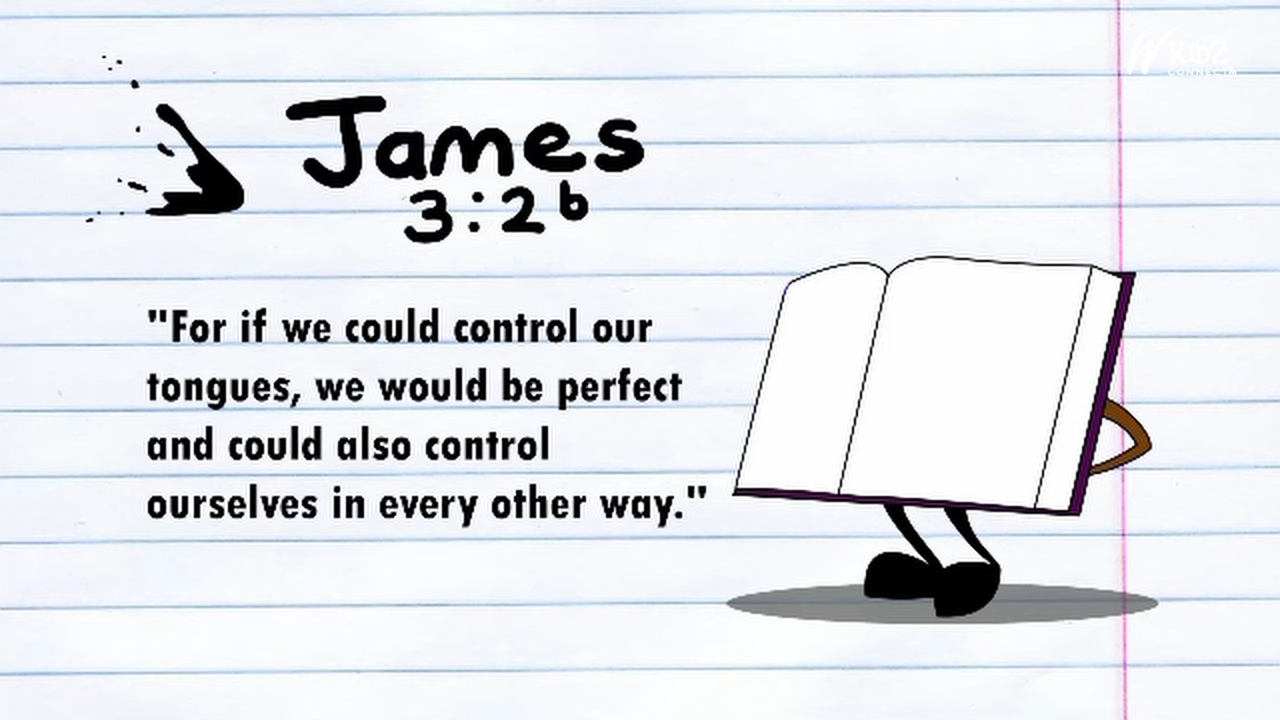 James
3:2b
"For if we could control our
tongues, we would be perfect
and could also control
ourselves in every other way."